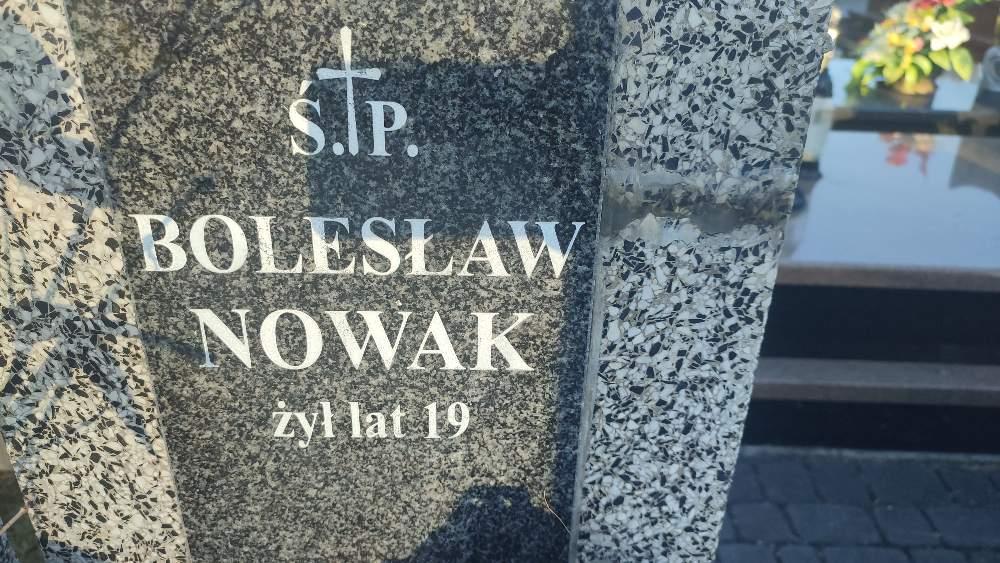 Ś.P.
BOLESŁAW
NOWAK
żył lat 19